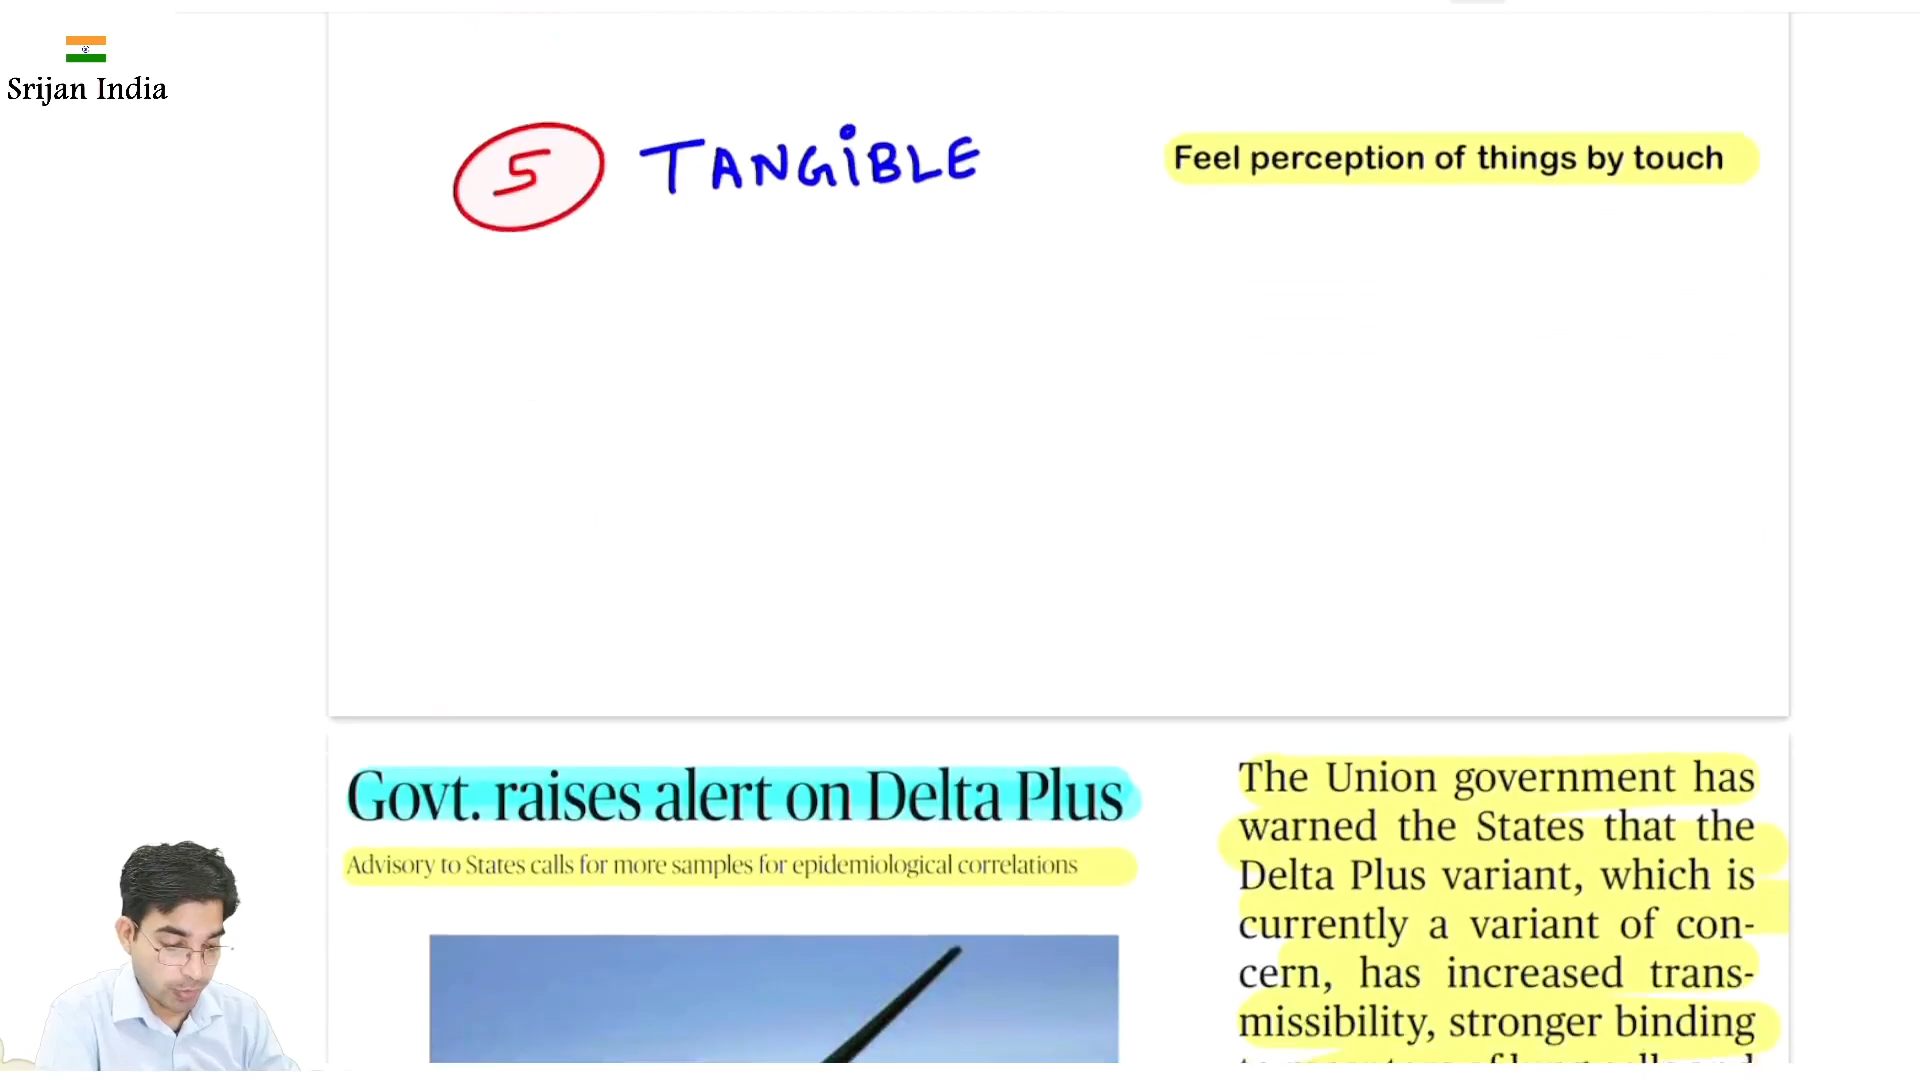 Srijan India
5 TANGiBLE
Feel perception of things by touch
Govt. raises alert on Delta Plus
Advisory to States calls for more samples for epidemiological correlations
The Union government has
warned the States that the
Delta Plus variant, which is
currently a variant of con-
cern, has increased trans-
missibility, stronger binding